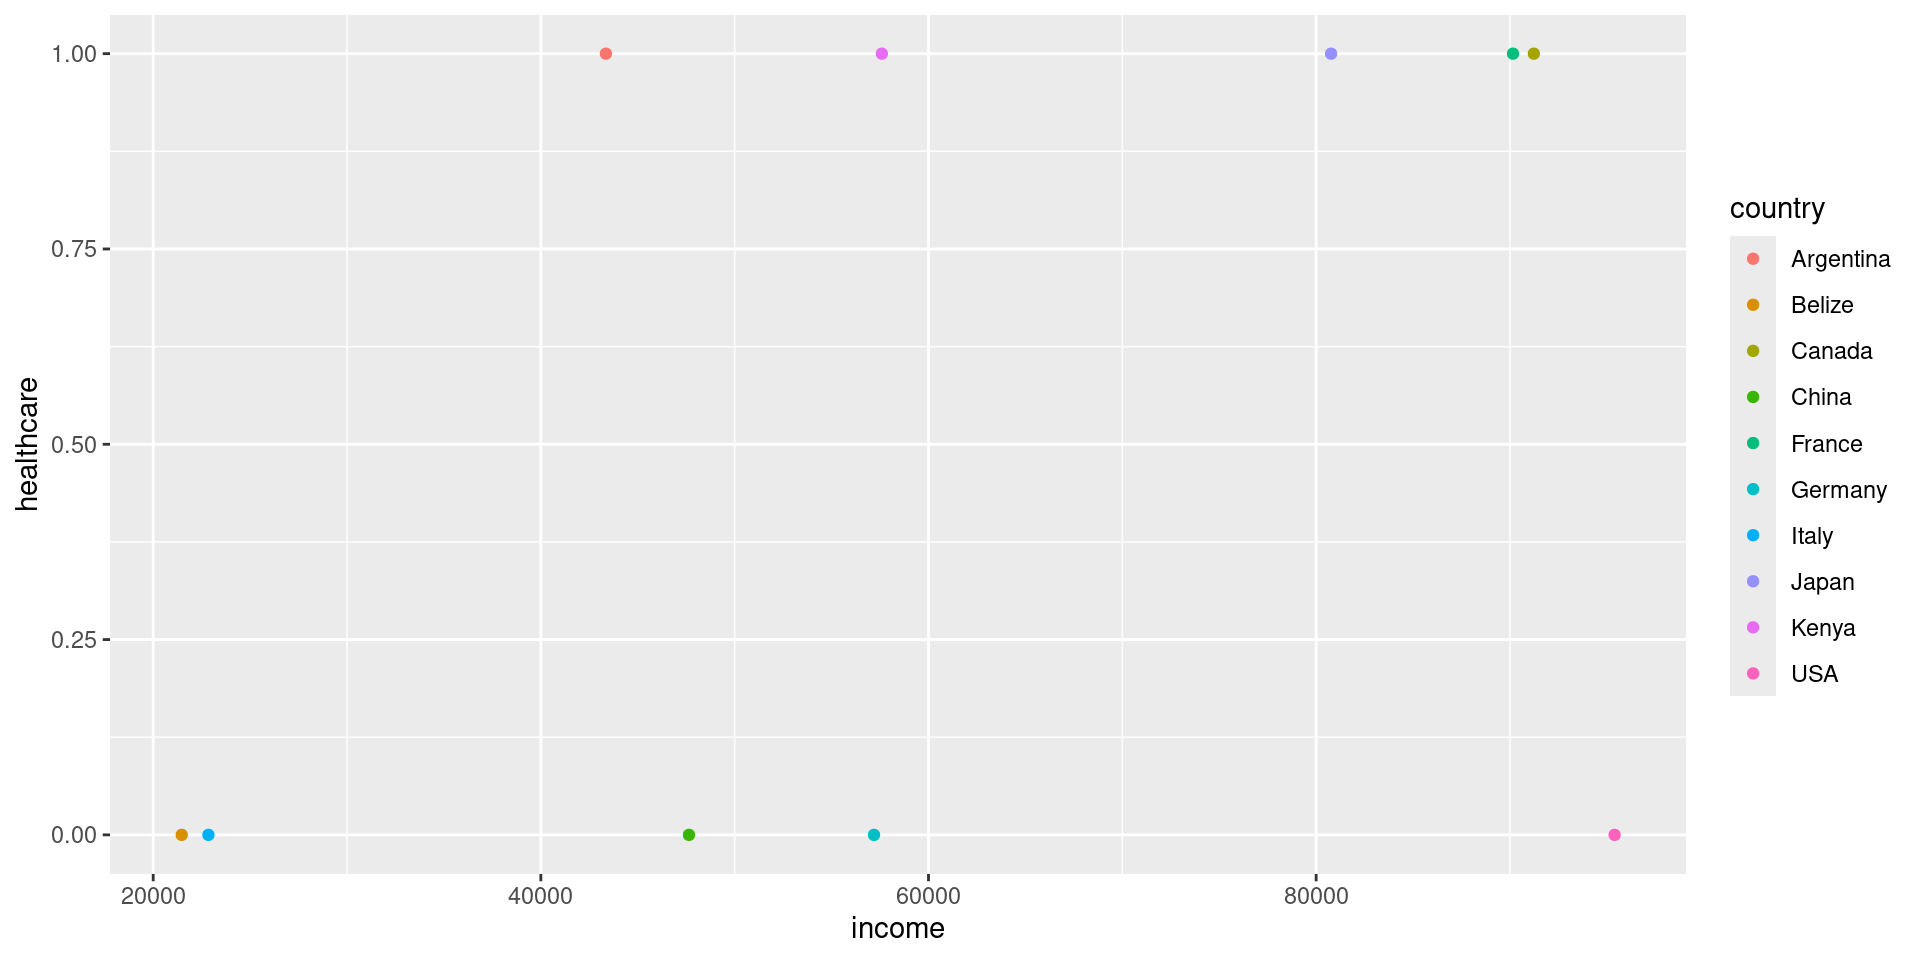 1.00
0.75
0.50
0.25
0.00
healthcare
20000 40000 60000 80000
income
country
Argentina
Belize
Canada
China
France
Germany
Italy
Japan
Kenya
USA